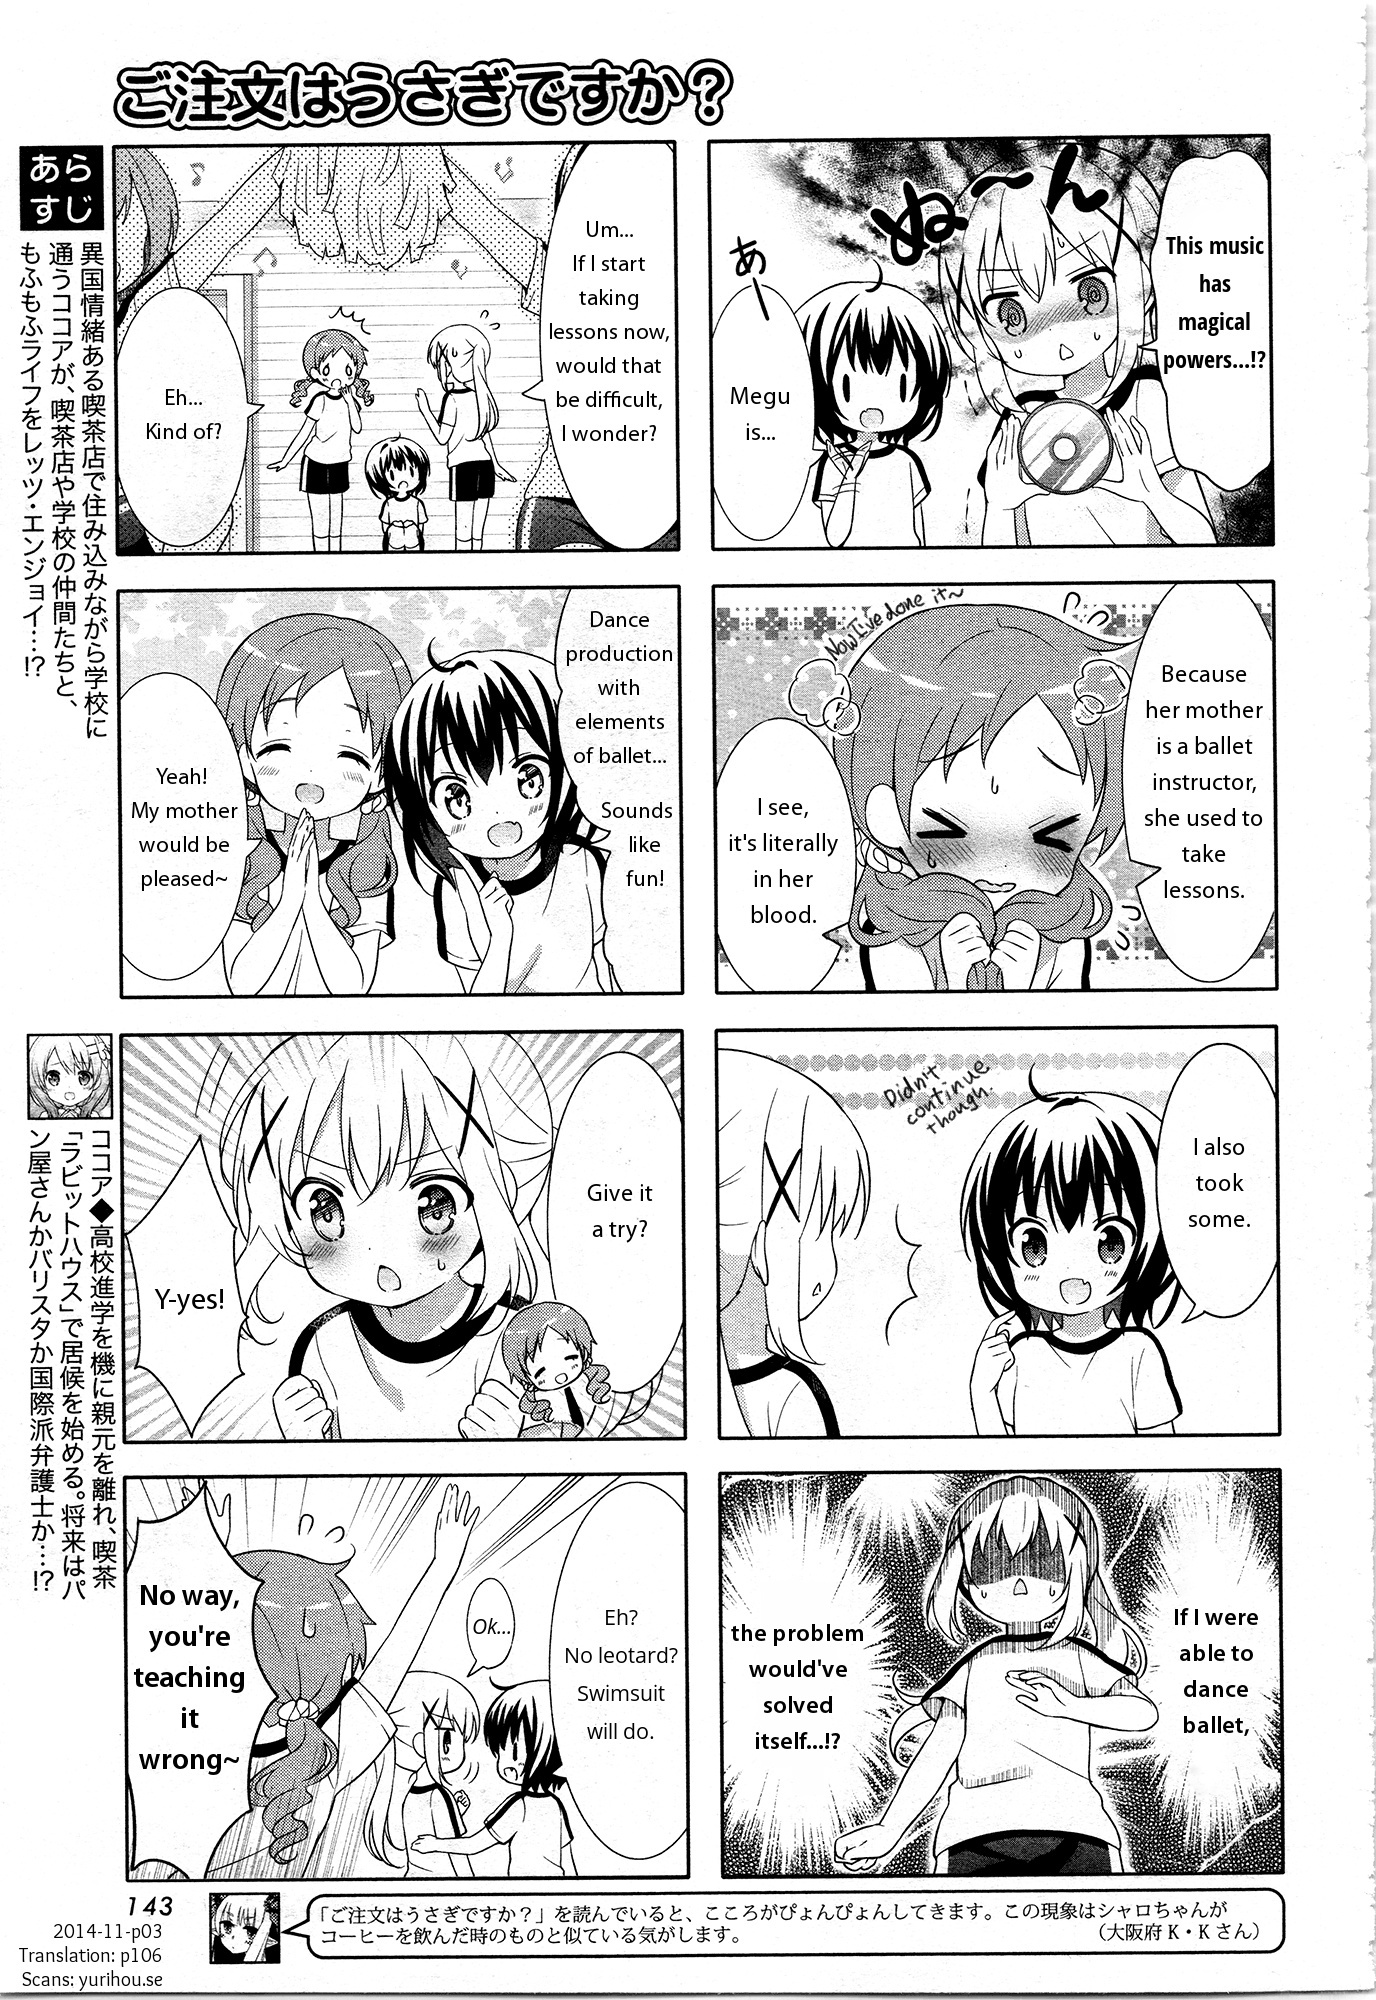 ご注文はうさぎですか？
あら
すじ
異国情緒ある喫茶店で住み込みながら学校に
通うココアが、喫茶店や学校の仲間たちと、
もふもふライフをレッツ・エンジョイ…!?
This music
has
magical
powers...!?
ぬ〜ん
あー
Megu
is...
Because
her mother
is a ballet
instructor,
she used to
take
lessons.
Now I've done it~
I see,
it's literally
in her
blood.
I also
took
some.
Didn't
continue
though.
If I were
able to
dance
ballet,
the problem
would've
solved
itself...!?
Um...
If I start
taking
lessons now,
would that
be difficult,
I wonder?
Eh...
Kind of?
Dance
production
with
elements
of ballet...
Sounds
like
fun!
Yeah!
My mother
would be
pleased~
Give it
a try?
Y-yes!
Eh?
No leotard?
Swimsuit
will do.
Ok...
No way,
you're
teaching
it
wrong~
ココア◆高校進学を機に親元を離れ、喫茶
「ラビットハウス」で居候を始める。将来はパ
ン屋さんかバリスタか国際派弁護士か…!?
143
2014-11-p03
Translation: p106
Scans: yurihou.se
「ご注文はうさぎですか？」を読んでいると、こころがぴょんぴょんしてきます。この現象はシャロちゃんが
コーヒーを飲んだ時のものと似ている気がします。
（大阪府K・Kさん）